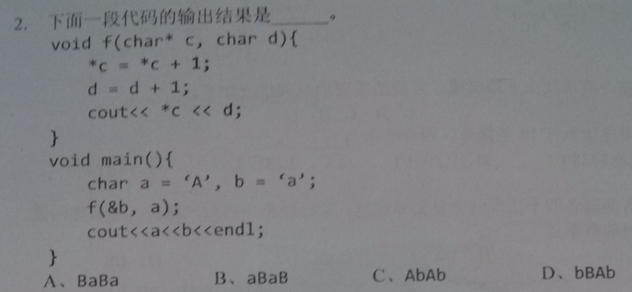 2. 下面一段代码的输出结果是______。
void f(char* c, char d){
*c = *c + 1;
d = d + 1;
cout<< *c << d;
}
void main(){
char a = ‘A’, b = ‘a’;
f(&b, a);
cout<<a<<b<<endl;
}
A、BaBa B、aBaB C、AbAb D、bBAb